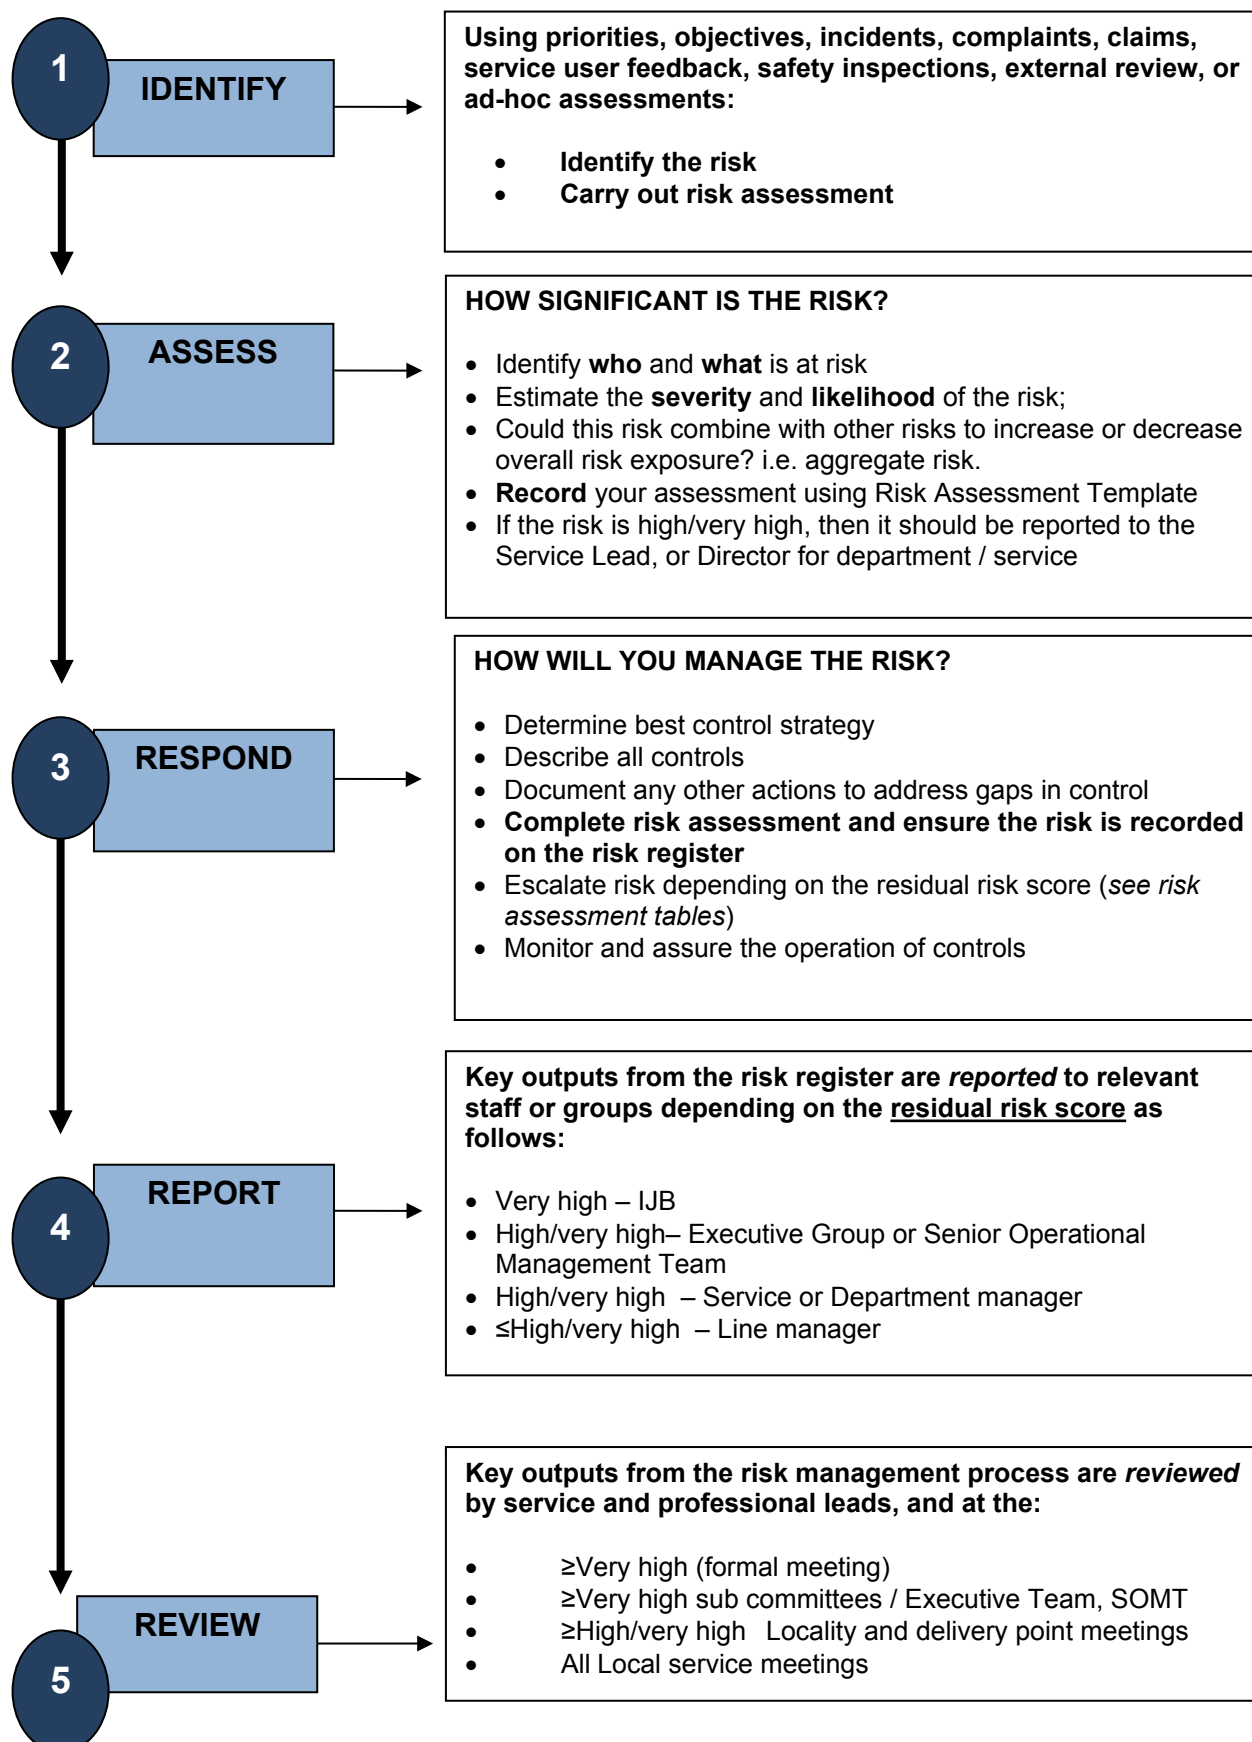 1
IDENTIFY
Using priorities, objectives, incidents, complaints, claims,
service user feedback, safety inspections, external review, or
ad-hoc assessments:
• Identify the risk
• Carry out risk assessment
2
ASSESS
HOW SIGNIFICANT IS THE RISK?
• Identify who and what is at risk
• Estimate the severity and likelihood of the risk;
• Could this risk combine with other risks to increase or decrease
overall risk exposure? i.e. aggregate risk.
• Record your assessment using Risk Assessment Template
• If the risk is high/very high, then it should be reported to the
Service Lead, or Director for department / service
3
RESPOND
HOW WILL YOU MANAGE THE RISK?
• Determine best control strategy
• Describe all controls
• Document any other actions to address gaps in control
• Complete risk assessment and ensure the risk is recorded
on the risk register
• Escalate risk depending on the residual risk score (see risk
assessment tables)
• Monitor and assure the operation of controls
4
REPORT
Key outputs from the risk register are reported to relevant
staff or groups depending on the residual risk score as
follows:
• Very high – IJB
• High/very high– Executive Group or Senior Operational
Management Team
• High/very high – Service or Department manager
• ≤High/very high – Line manager
5
REVIEW
Key outputs from the risk management process are reviewed
by service and professional leads, and at the:
• ≥Very high (formal meeting)
• ≥Very high sub committees / Executive Team, SOMT
• ≥High/very high Locality and delivery point meetings
• All Local service meetings